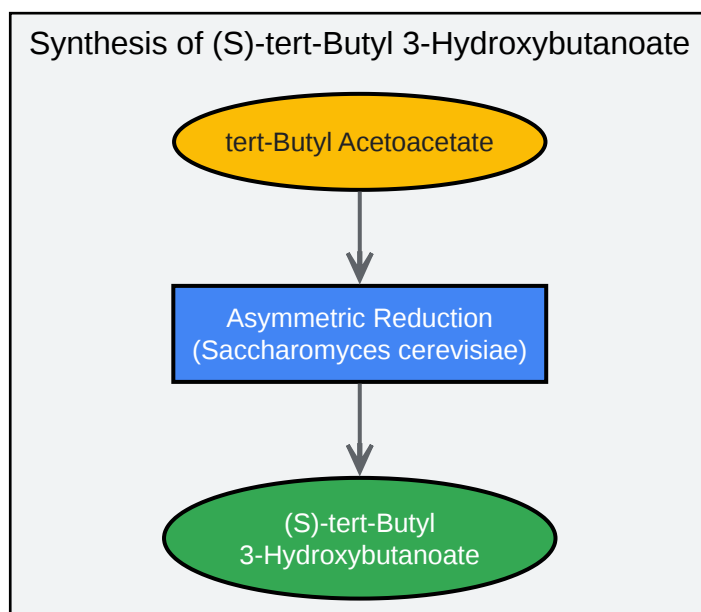 Synthesis of (S)-tert-Butyl 3-Hydroxybutanoate
tert-Butyl Acetoacetate
Asymmetric Reduction
(Saccharomyces cerevisiae)
(S)-tert-Butyl
3-Hydroxybutanoate